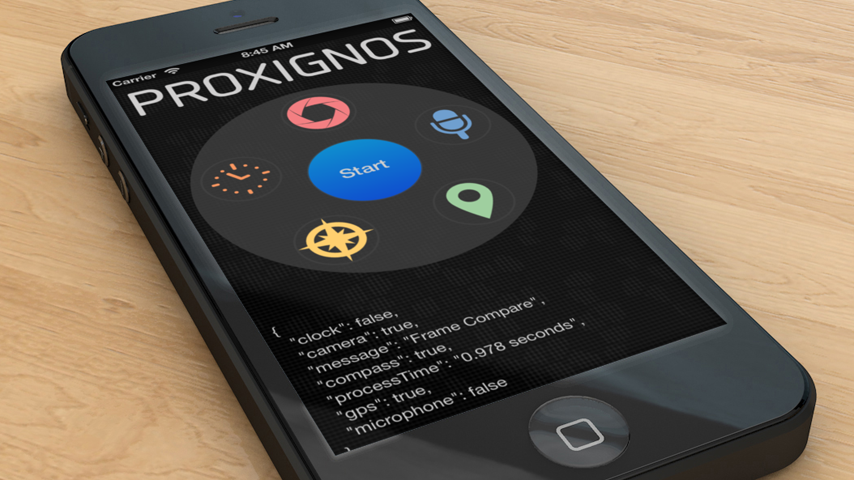 Carrier 8:45 AM
PROXIGNOS
Start
{
"clock": false,
"camera": true,
"message": "Frame Compare",
"compass": true,
"processTime": "0.978 seconds",
"gps": true,
"microphone": false
}